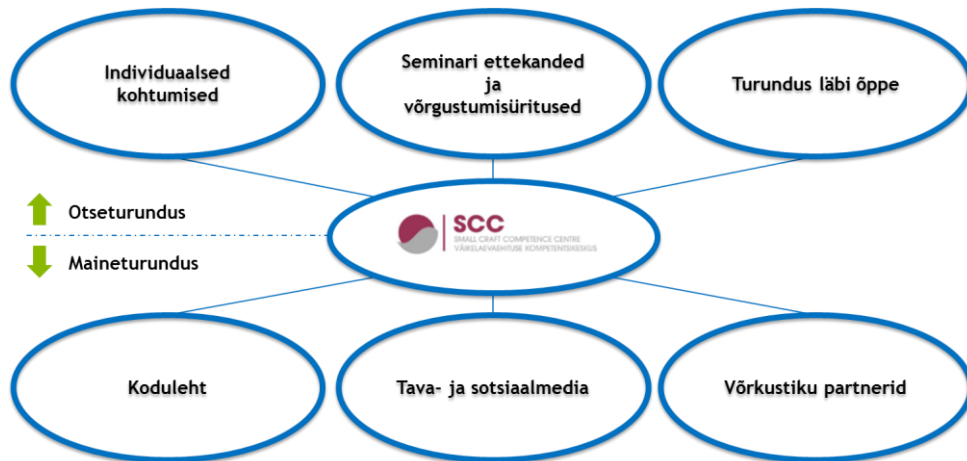 Individuaalsed
kohtumised
Seminari ettekanded
ja
võrgustumisüritused
Turundus läbi õppe
Otseturundus
SCC
SMALL CRAFT COMPETENCE CENTRE
VÄIKELAEVAEHITUSE KOMPETENTSIKESKUS
Maineturundus
Koduleht
Tava- ja sotsiaalmedia
Võrkustiku partnerid